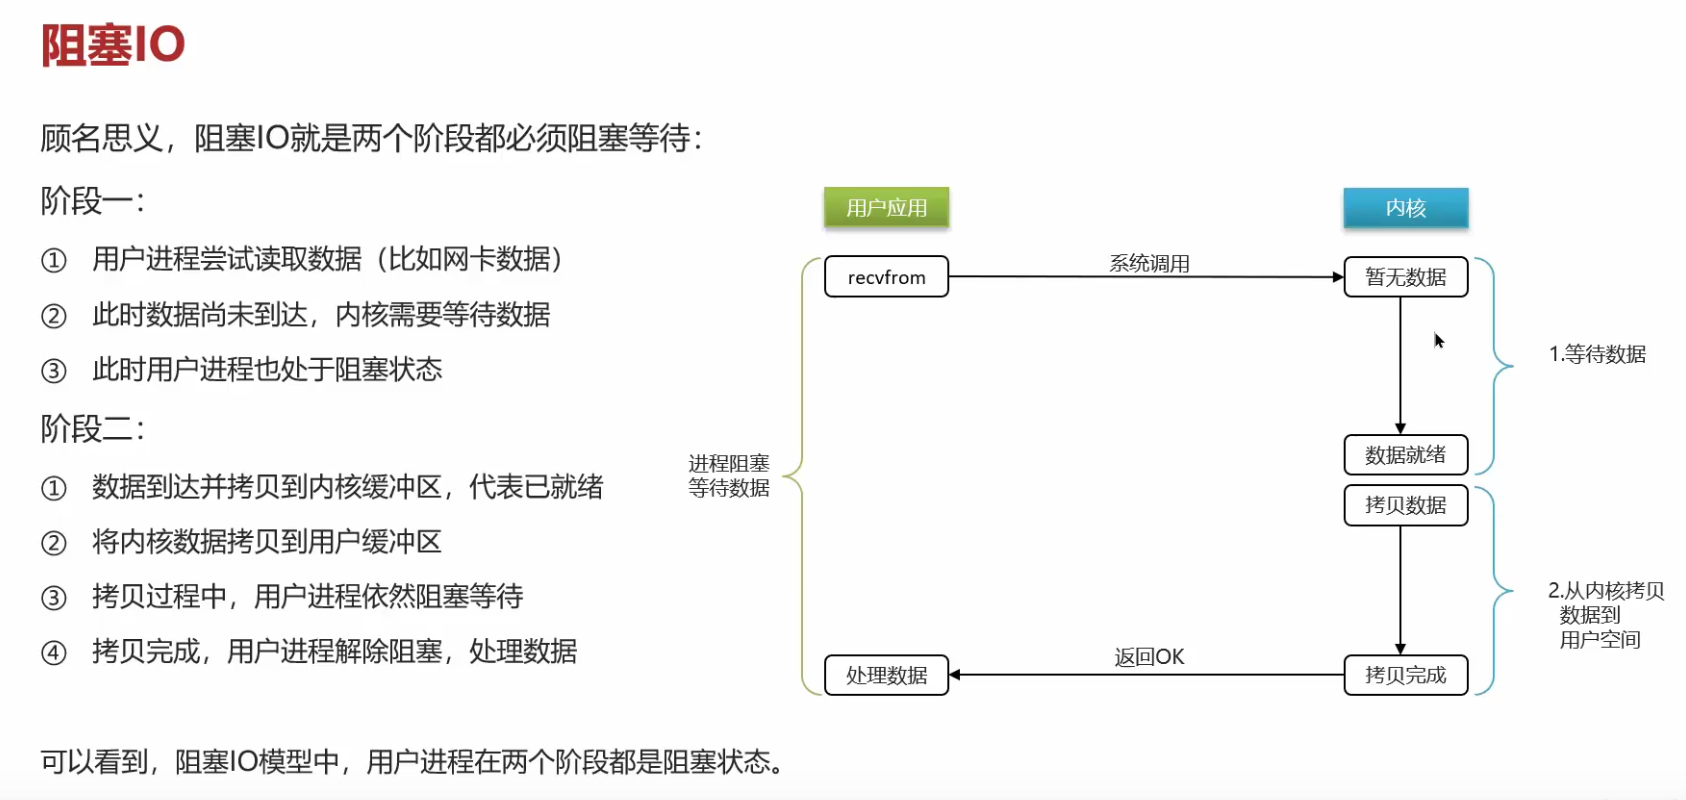 阻塞IO
顾名思义，阻塞IO就是两个阶段都必须阻塞等待：
阶段一：
① 用户进程尝试读取数据（比如网卡数据）
② 此时数据尚未到达，内核需要等待数据
③ 此时用户进程也处于阻塞状态
阶段二：
① 数据到达并拷贝到内核缓冲区，代表已就绪
② 将内核数据拷贝到用户缓冲区
③ 拷贝过程中，用户进程依然阻塞等待
④ 拷贝完成，用户进程解除阻塞，处理数据
可以看到，阻塞IO模型中，用户进程在两个阶段都是阻塞状态。
用户应用
内核
recvfrom
系统调用
暂无数据
1.等待数据
数据就绪
进程阻塞
等待数据
拷贝数据
2.从内核拷贝
数据到
用户空间
处理数据
返回OK
拷贝完成